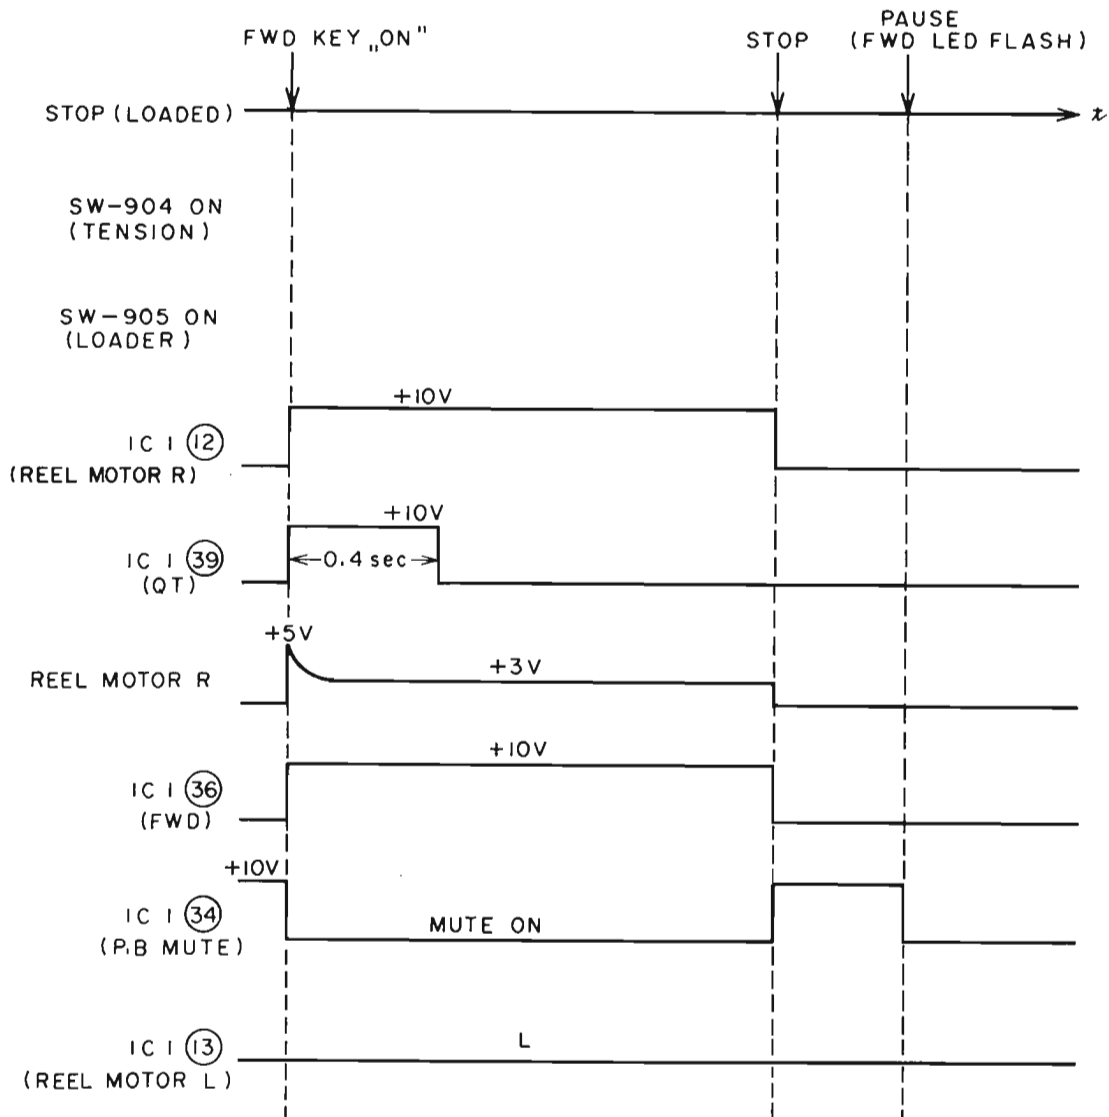 FWD KEY „ON"
STOP
PAUSE
(FWD LED FLASH)
STOP (LOADED)
t
SW-904 ON
(TENSION)
SW-905 ON
(LOADER)
+10V
IC 1 12
(REEL MOTOR R)
+10V
0.4 sec
IC 1 39
(QT)
+5V
+3V
REEL MOTOR R
+10V
IC 1 36
(FWD)
+10V
MUTE ON
IC 1 34
(P.B MUTE)
L
IC 1 13
(REEL MOTOR L)